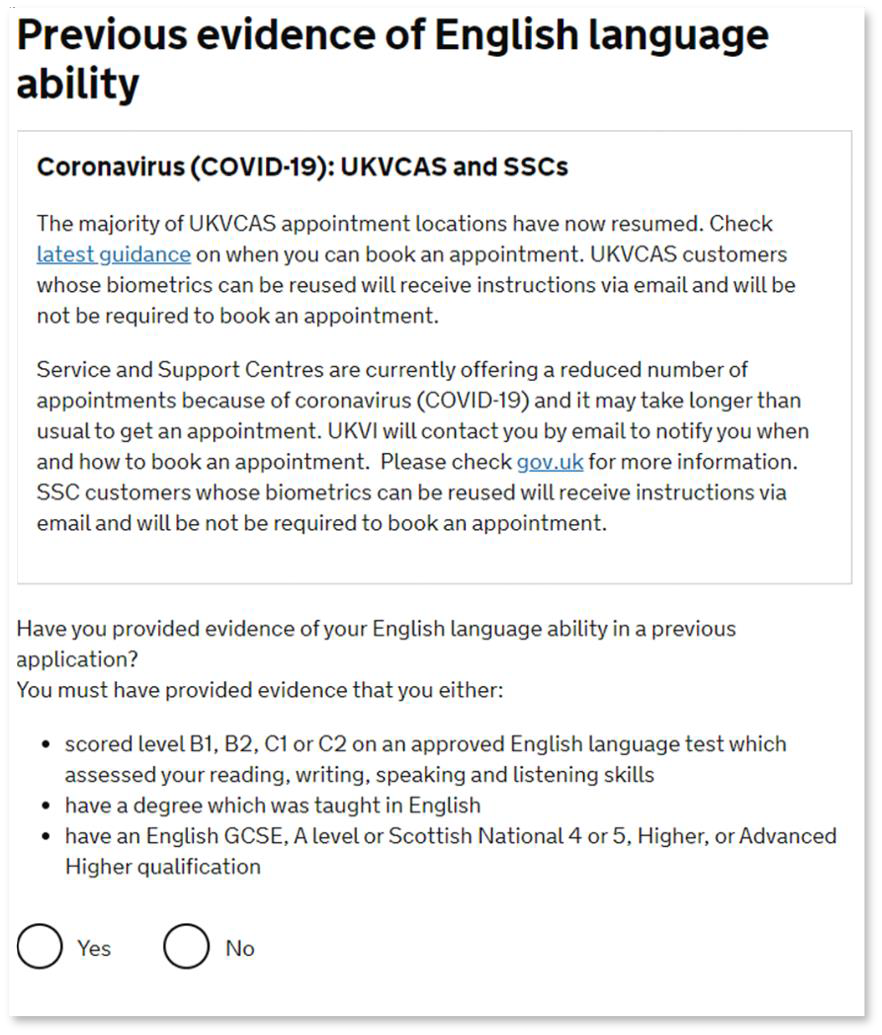 Previous evidence of English language
ability
Coronavirus (COVID-19): UKVCAS and SSCs
The majority of UKVCAS appointment locations have now resumed. Check
latest guidance on when you can book an appointment. UKVCAS customers
whose biometrics can be reused will receive instructions via email and will be
not be required to book an appointment.
Service and Support Centres are currently offering a reduced number of
appointments because of coronavirus (COVID-19) and it may take longer than
usual to get an appointment. UKVI will contact you by email to notify you when
and how to book an appointment.  Please check gov.uk for more information.
SSC customers whose biometrics can be reused will receive instructions via
email and will be not be required to book an appointment.
Have you provided evidence of your English language ability in a previous
application?
You must have provided evidence that you either:
• scored level B1, B2, C1 or C2 on an approved English language test which
assessed your reading, writing, speaking and listening skills
• have a degree which was taught in English
• have an English GCSE, A level or Scottish National 4 or 5, Higher, or Advanced
Higher qualification
Yes No